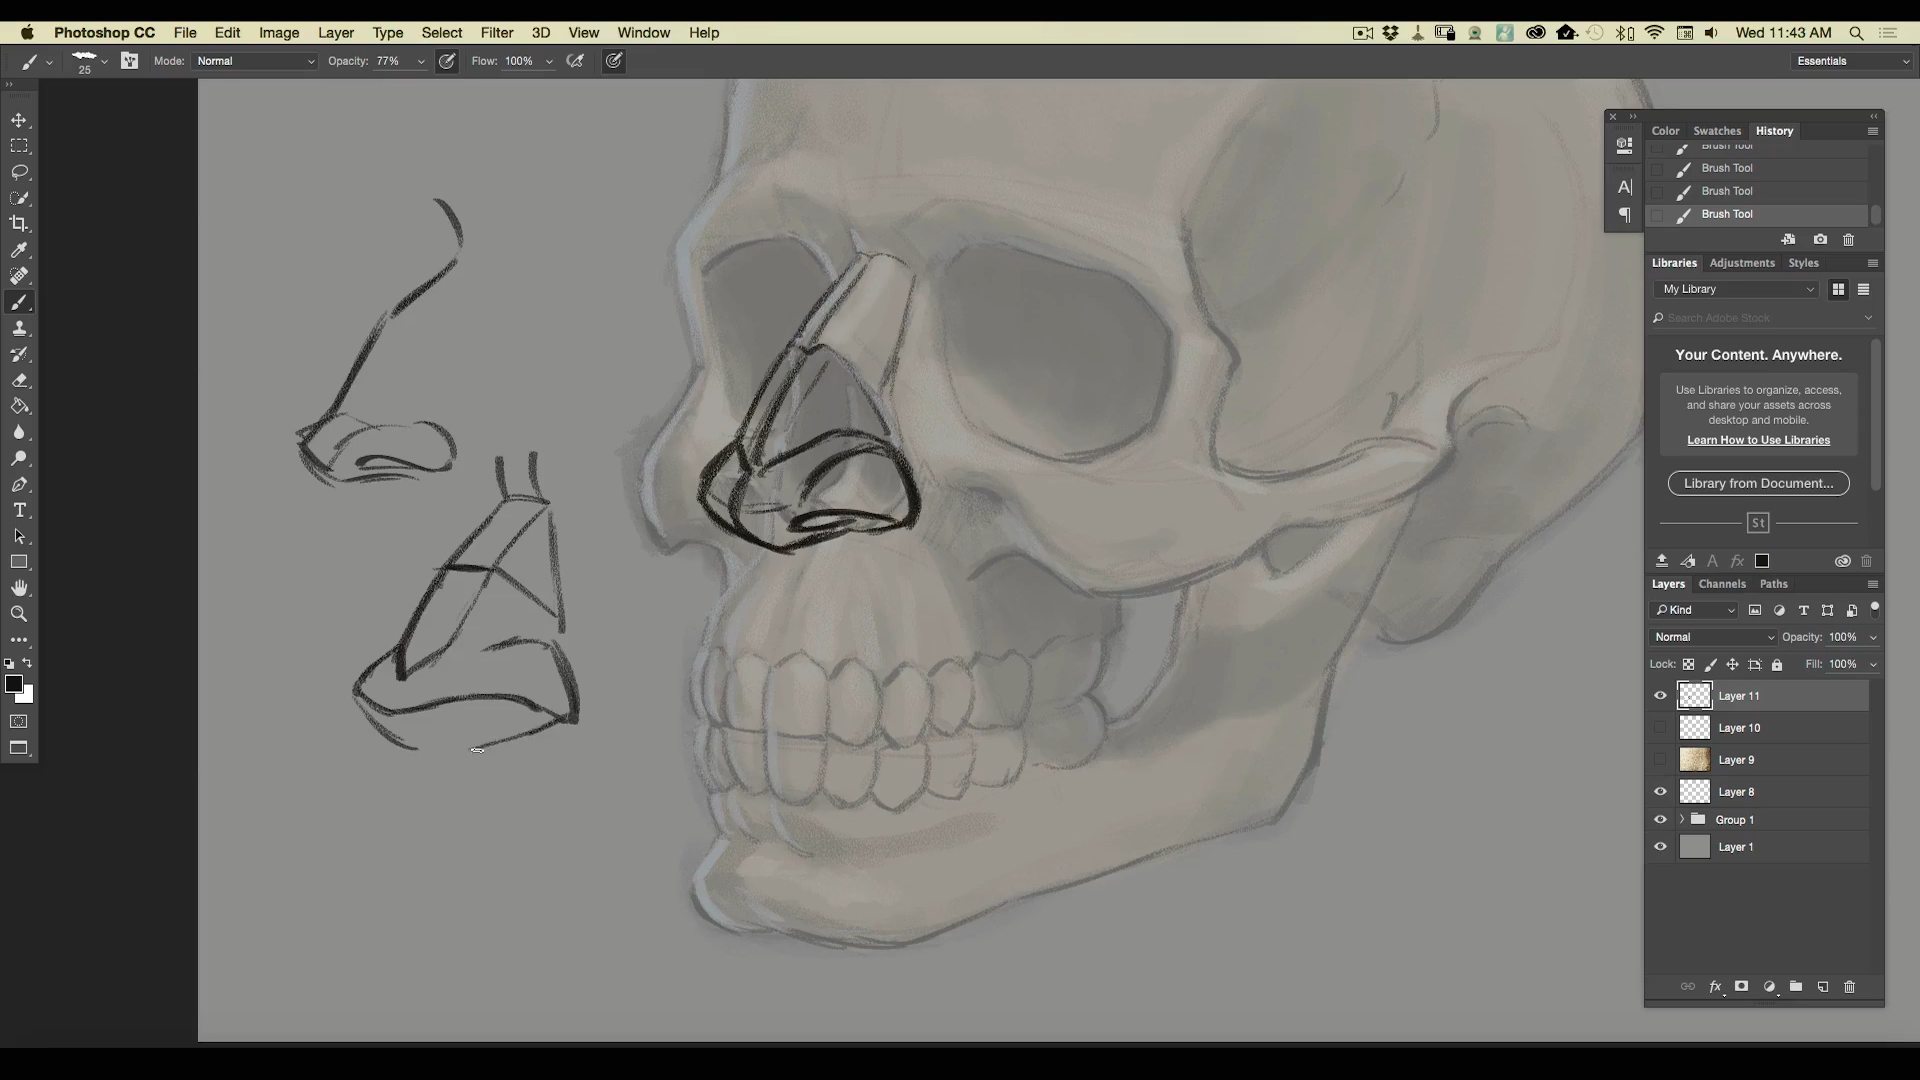 Photoshop CC File Edit Image Layer Type Select Filter 3D View Window Help Wed 11:43 AM
25 Mode: Normal Opacity: 77% Flow: 100% Essentials
Color Swatches History
Brush Tool
Brush Tool
Brush Tool
Brush Tool
Libraries Adjustments Styles
My Library
Search Adobe Stock
Your Content. Anywhere.
Use Libraries to organize, access,
and share your assets across
desktop and mobile.
Learn How to Use Libraries
Library from Document...
St
Layers Channels Paths
Kind
Normal Opacity: 100%
Lock: Fill: 100%
Layer 11
Layer 10
Layer 9
Layer 8
Group 1
Layer 1
fx